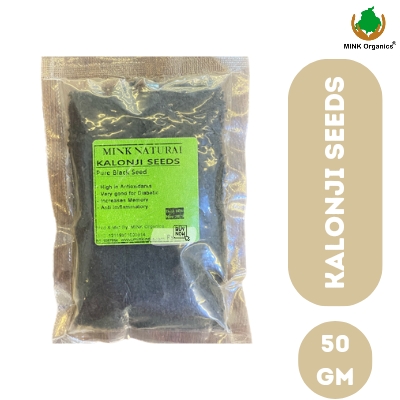 MINK Organics®
MINK NATURAL
KALONJI SEEDS
Pure Black Seed
- High in Antioxidants
- Very good for Diabetic
- Increases Memory
- Anti Inflammatory
BUY
NOW
KALONJI SEEDS
50
GM